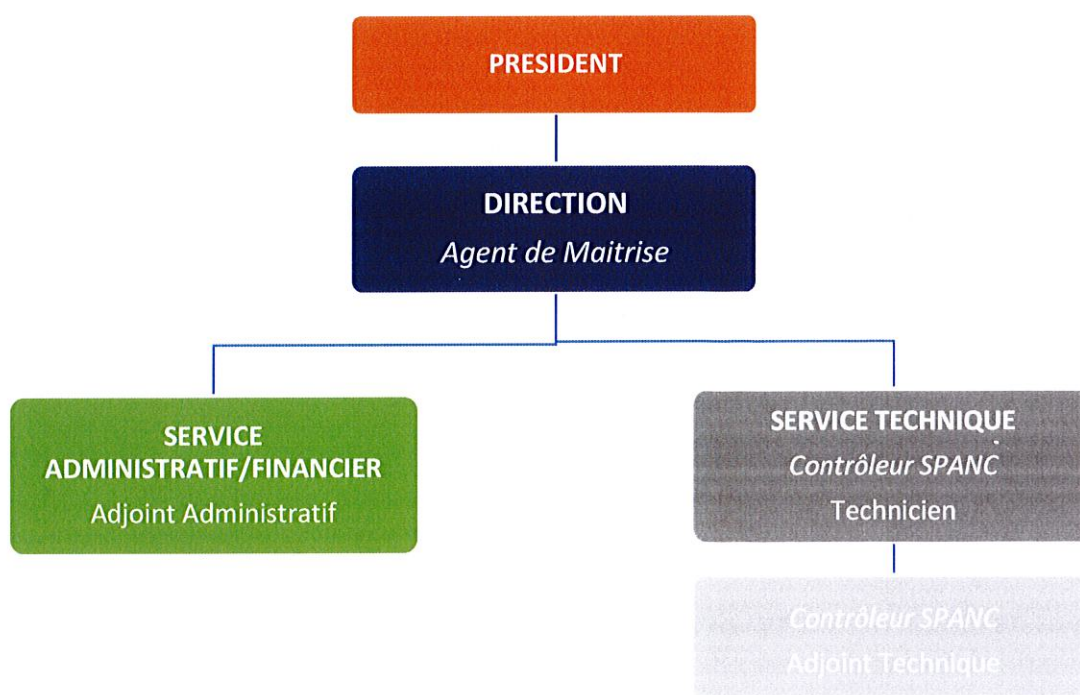 PRESIDENT
DIRECTION
Agent de Maitrise
SERVICE
ADMINISTRATIF/FINANCIER
Adjoint Administratif
SERVICE TECHNIQUE
Contrôleur SPANC
Technicien
Contrôleur SPANC
Adjoint Technique